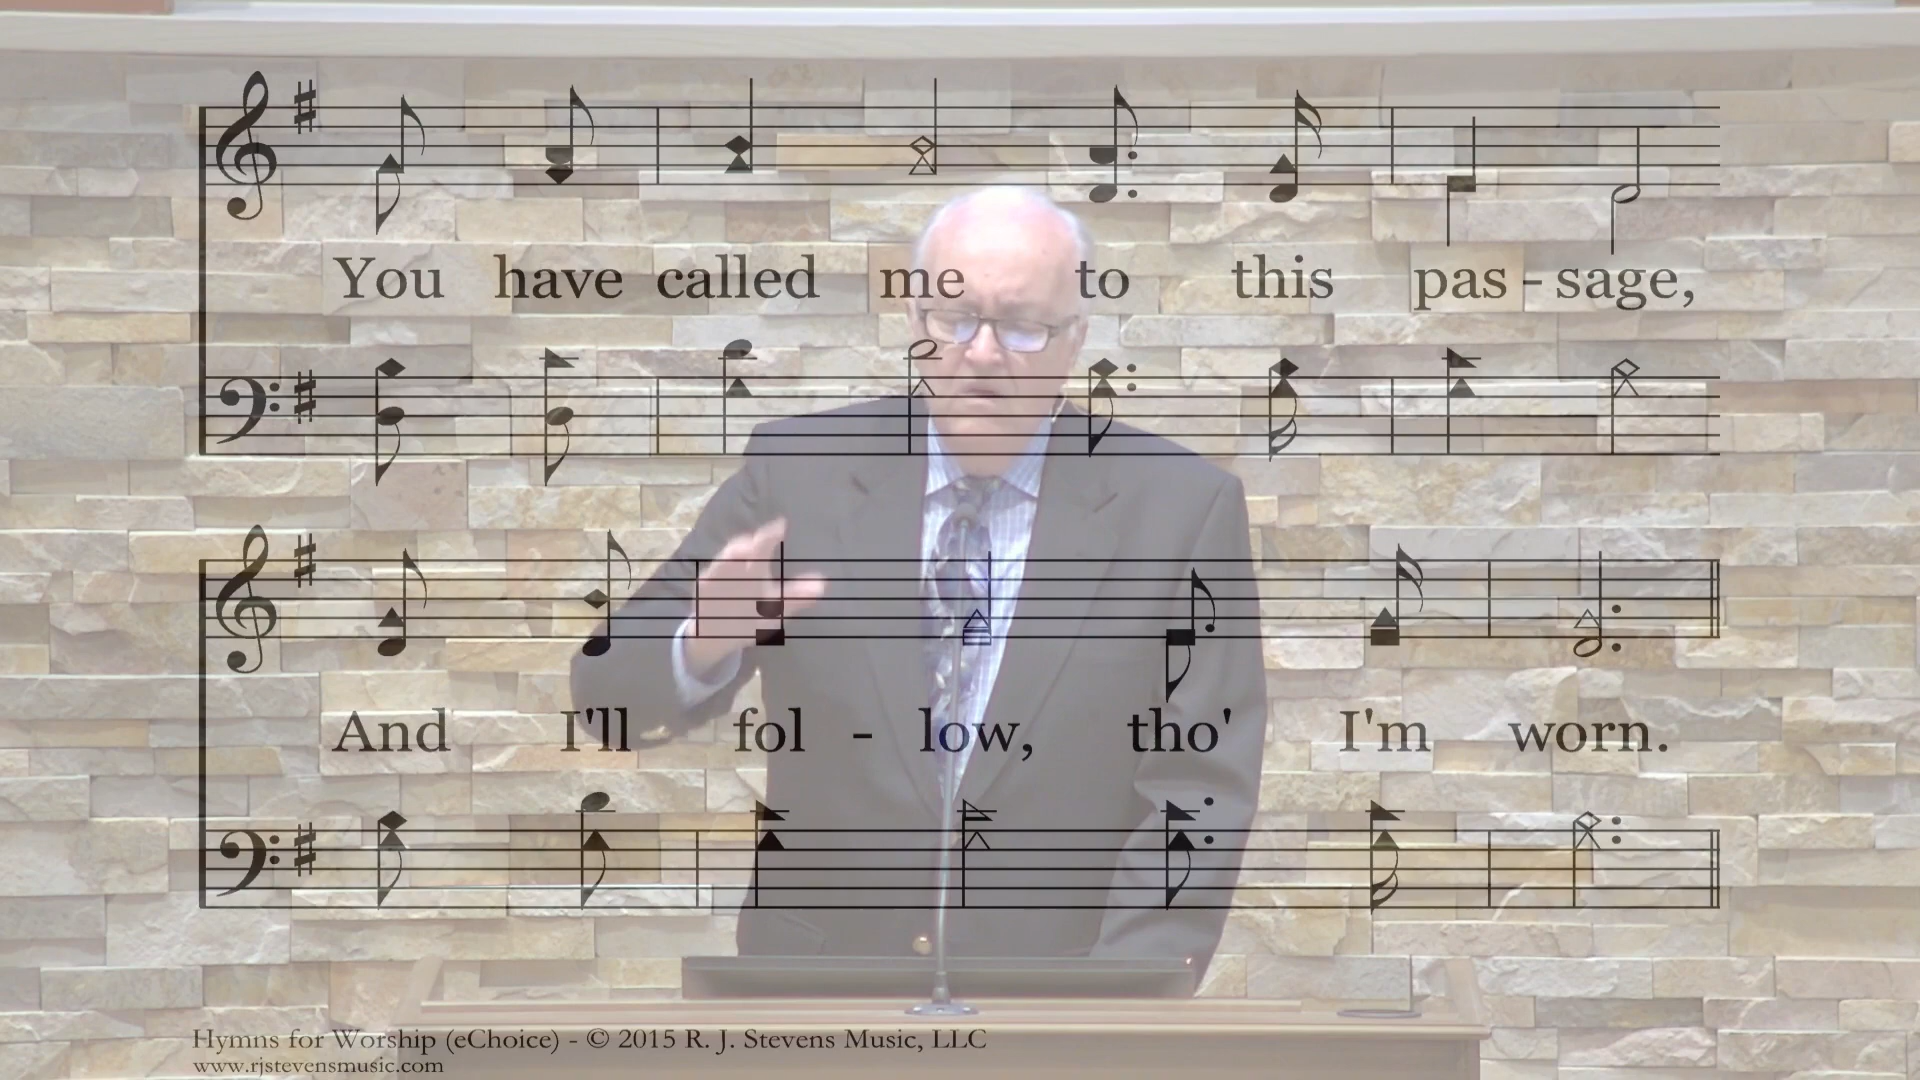 You have called me to this pas - sage,
And I'll fol - low, tho' I'm worn.
Hymns for Worship (eChoice) - © 2015 R. J. Stevens Music, LLC
www.rjstevensmusic.com